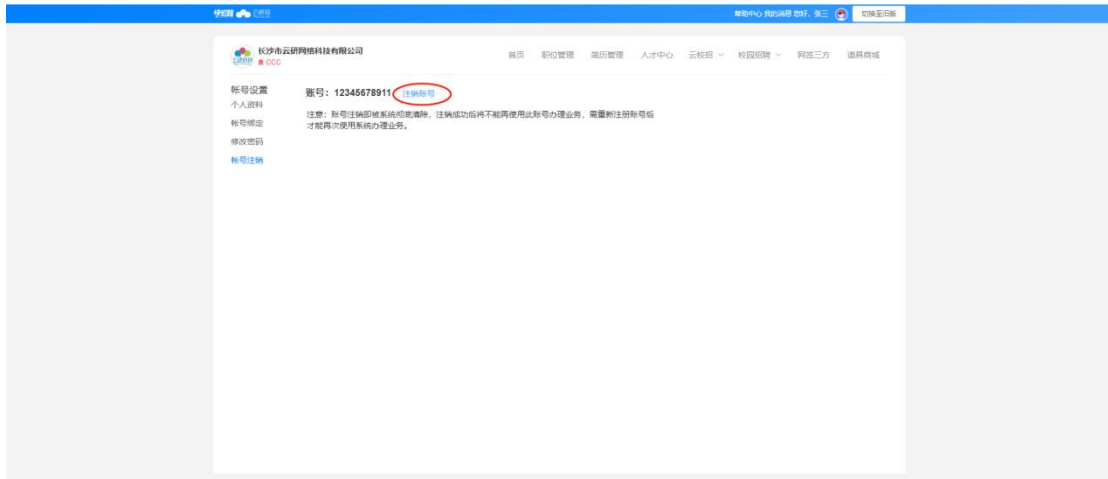 帮助中心 我的消息 您好、张三 切换至旧版
长沙市云研网络科技有限公司
CCC
首页 职位管理 简历管理 人才中心 云校招 校园招聘 网签三方 道具商城
帐号设置
个人资料
帐号绑定
修改密码
帐号注销
账号：12345678911 注销账号
注意：账号注销即被系统彻底清除，注销成功后将不能再使用此账号办理业务，需重新注册账号后
才能再次使用系统办理业务。